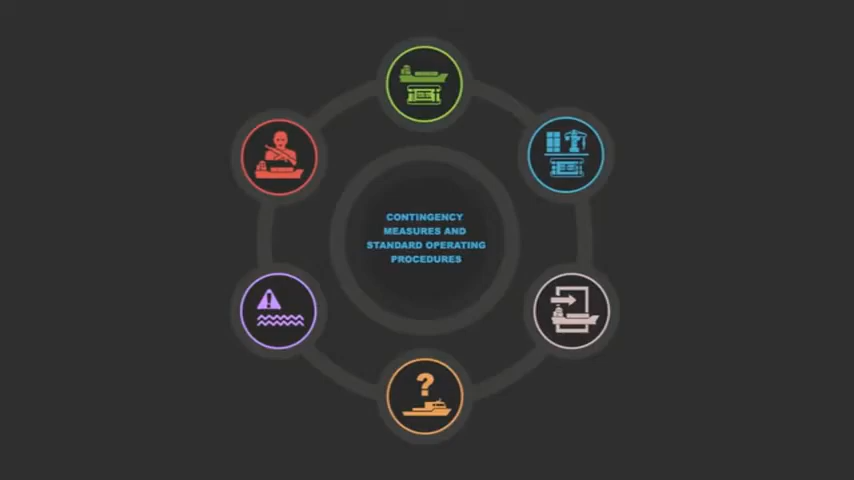 CONTINGENCY
MEASURES AND
STANDARD OPERATING
PROCEDURES